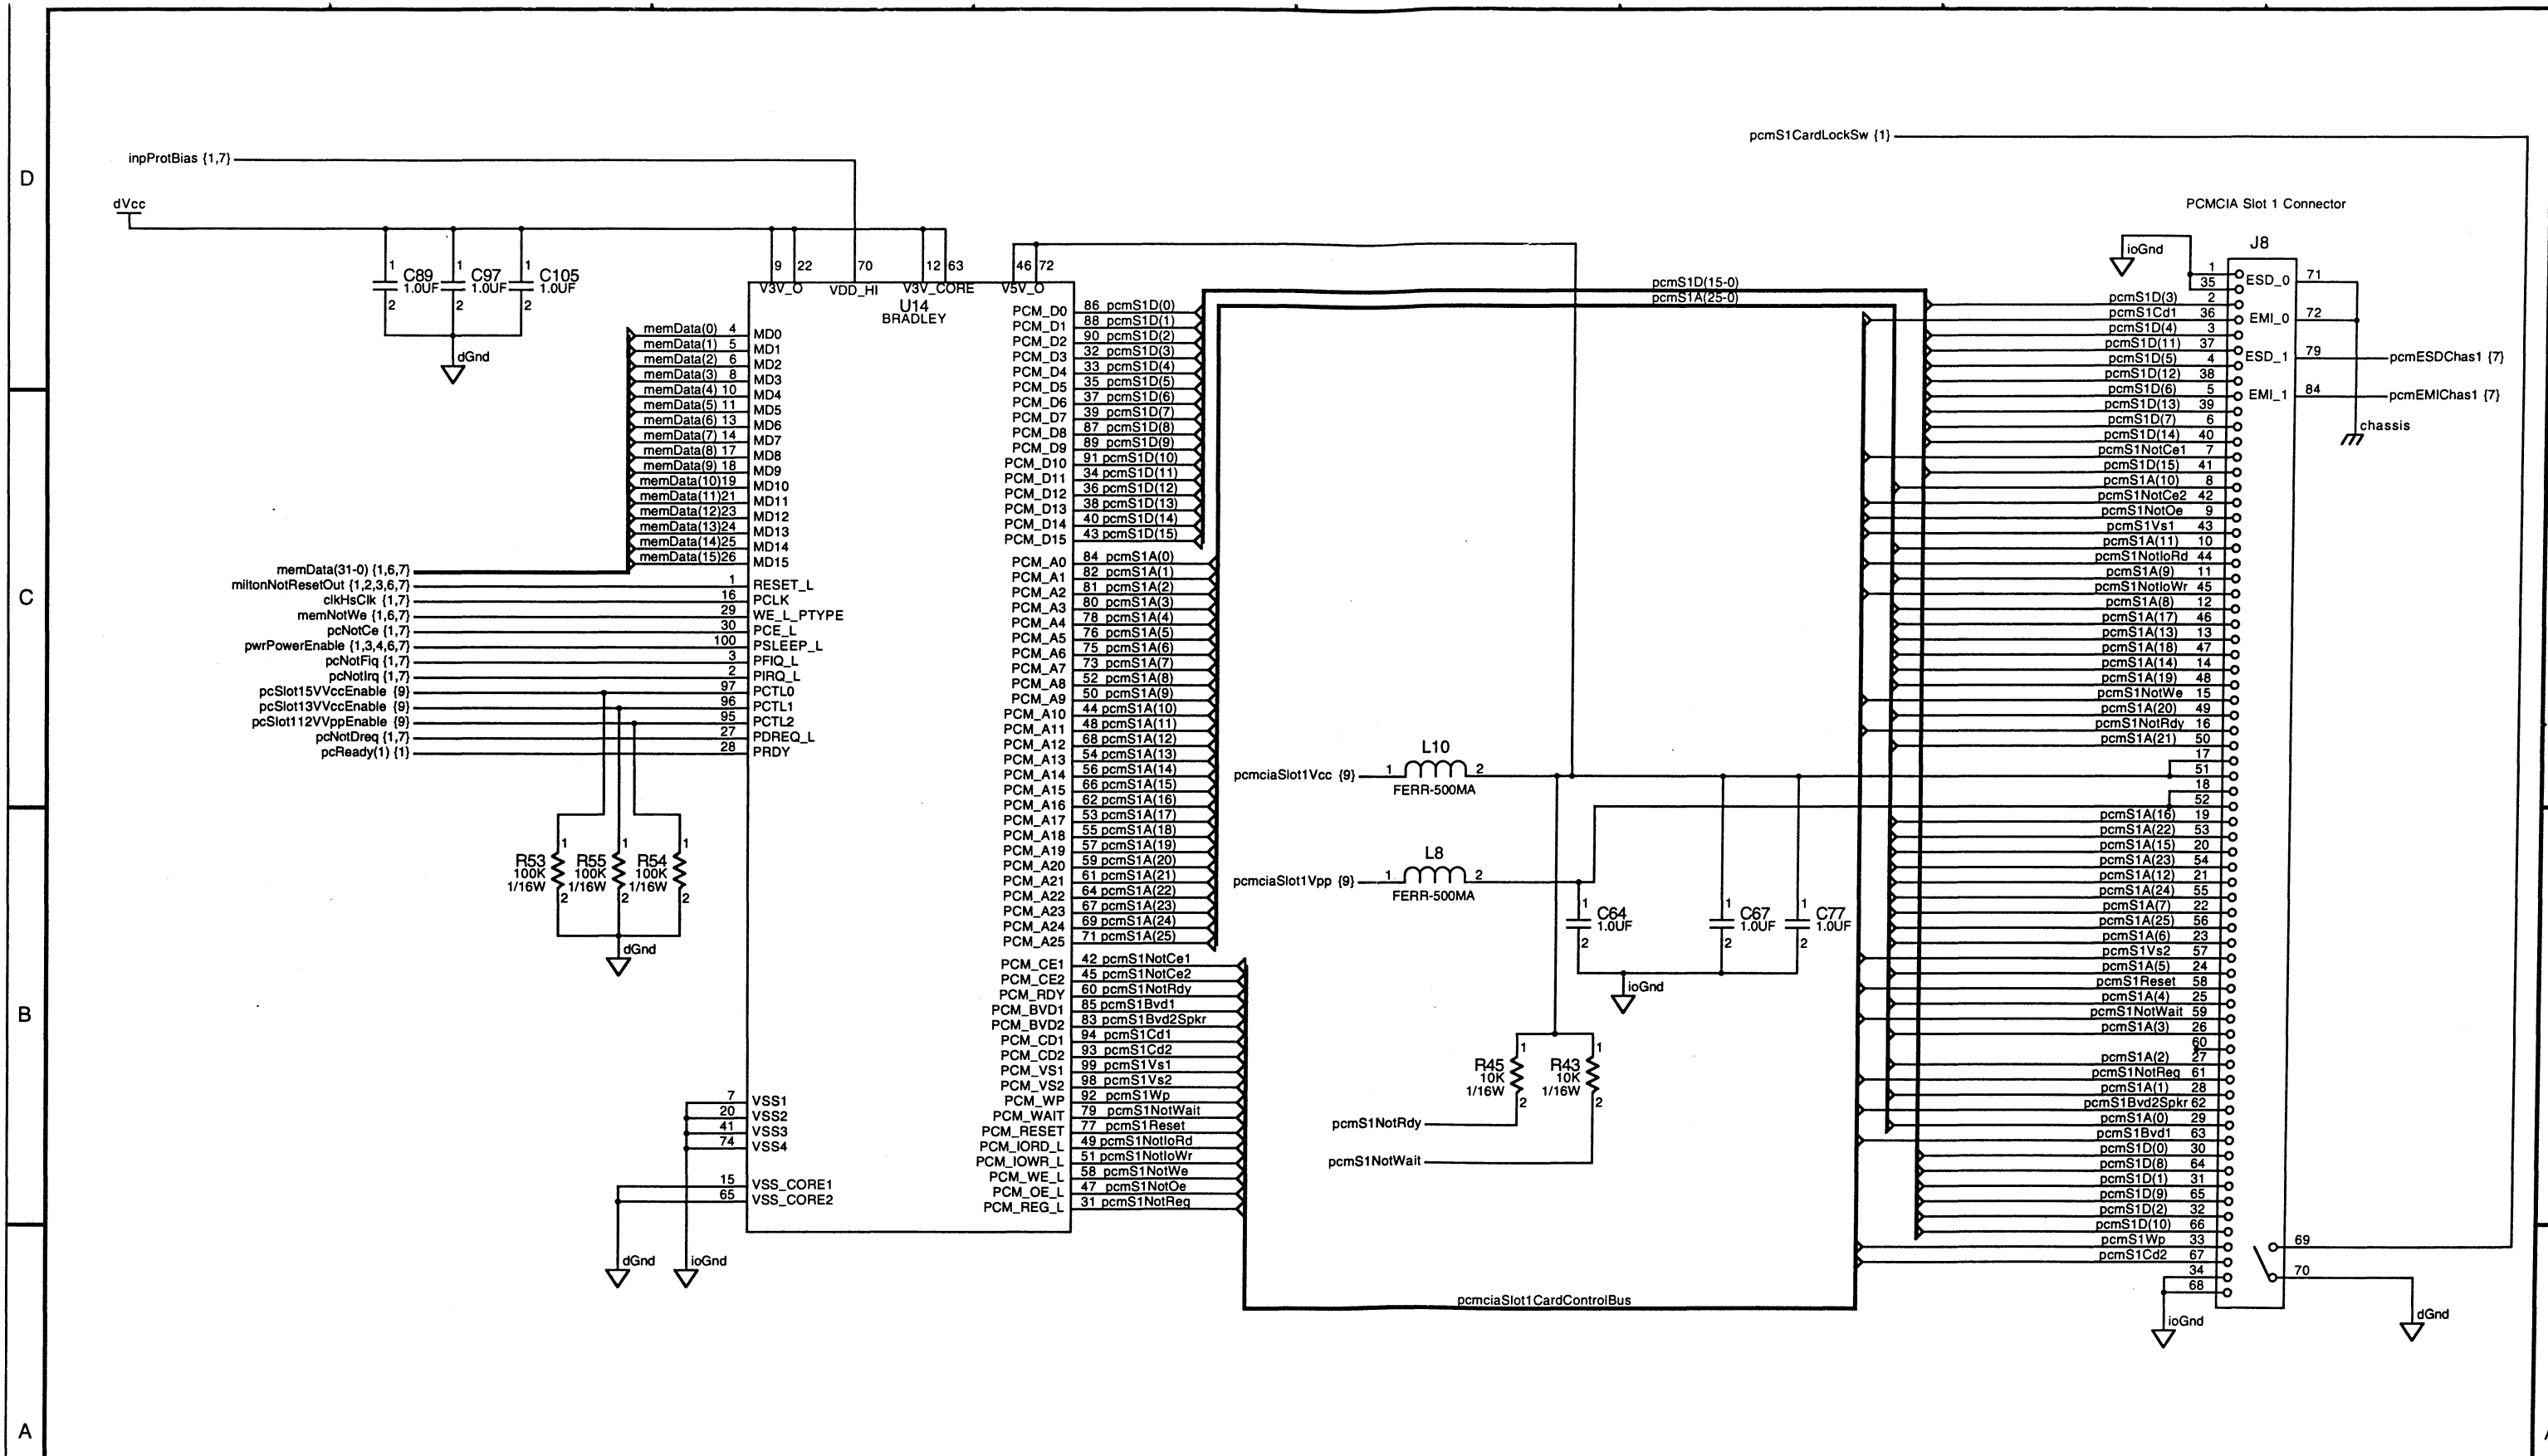 D
C
B
A
inpProtBias {1,7}
dVcc
1
C89
1.0UF
2
1
C97
1.0UF
2
1
C105
1.0UF
2
dGnd
9 22 70 12 63 46 72
V3V_O VDD_HI V3V_CORE V5V_O
U14
BRADLEY
memData(0) 4 MD0
memData(1) 5 MD1
memData(2) 6 MD2
memData(3) 8 MD3
memData(4) 10 MD4
memData(5) 11 MD5
memData(6) 13 MD6
memData(7) 14 MD7
memData(8) 17 MD8
memData(9) 18 MD9
memData(10) 19 MD10
memData(11) 21 MD11
memData(12) 23 MD12
memData(13) 24 MD13
memData(14) 25 MD14
memData(15) 26 MD15
memData(31-0) {1,6,7}
miltonNotResetOut {1,2,3,6,7} 1 RESET_L
clkHsClk {1,7} 16 PCLK
memNotWe {1,6,7} 29 WE_L_PTYPE
pcNotCe {1,7} 30 PCE_L
pwrPowerEnable {1,3,4,6,7} 100 PSLEEP_L
pcNotFiq {1,7} 3 PFIQ_L
pcNotIrq {1,7} 2 PIRQ_L
pcSlot15VVccEnable {9} 97 PCTL0
pcSlot13VVccEnable {9} 96 PCTL1
pcSlot112VVppEnable {9} 95 PCTL2
pcNotDreq {1,7} 27 PDREQ_L
pcReady(1) {1} 28 PRDY
1
R53
100K
1/16W
2
1
R55
100K
1/16W
2
1
R54
100K
1/16W
2
dGnd
7 VSS1
20 VSS2
41 VSS3
74 VSS4
15 VSS_CORE1
65 VSS_CORE2
dGnd
ioGnd
PCM_D0 86 pcmS1D(0)
PCM_D1 88 pcmS1D(1)
PCM_D2 90 pcmS1D(2)
PCM_D3 32 pcmS1D(3)
PCM_D4 33 pcmS1D(4)
PCM_D5 35 pcmS1D(5)
PCM_D6 37 pcmS1D(6)
PCM_D7 39 pcmS1D(7)
PCM_D8 87 pcmS1D(8)
PCM_D9 89 pcmS1D(9)
PCM_D10 91 pcmS1D(10)
PCM_D11 34 pcmS1D(11)
PCM_D12 36 pcmS1D(12)
PCM_D13 38 pcmS1D(13)
PCM_D14 40 pcmS1D(14)
PCM_D15 43 pcmS1D(15)
PCM_A0 84 pcmS1A(0)
PCM_A1 82 pcmS1A(1)
PCM_A2 81 pcmS1A(2)
PCM_A3 80 pcmS1A(3)
PCM_A4 78 pcmS1A(4)
PCM_A5 76 pcmS1A(5)
PCM_A6 75 pcmS1A(6)
PCM_A7 73 pcmS1A(7)
PCM_A8 52 pcmS1A(8)
PCM_A9 50 pcmS1A(9)
PCM_A10 44 pcmS1A(10)
PCM_A11 48 pcmS1A(11)
PCM_A12 68 pcmS1A(12)
PCM_A13 54 pcmS1A(13)
PCM_A14 56 pcmS1A(14)
PCM_A15 66 pcmS1A(15)
PCM_A16 62 pcmS1A(16)
PCM_A17 53 pcmS1A(17)
PCM_A18 55 pcmS1A(18)
PCM_A19 57 pcmS1A(19)
PCM_A20 59 pcmS1A(20)
PCM_A21 61 pcmS1A(21)
PCM_A22 64 pcmS1A(22)
PCM_A23 67 pcmS1A(23)
PCM_A24 69 pcmS1A(24)
PCM_A25 71 pcmS1A(25)
PCM_CE1 42 pcmS1NotCe1
PCM_CE2 45 pcmS1NotCe2
PCM_RDY 60 pcmS1NotRdy
PCM_BVD1 85 pcmS1Bvd1
PCM_BVD2 83 pcmS1Bvd2Spkr
PCM_CD1 94 pcmS1Cd1
PCM_CD2 93 pcmS1Cd2
PCM_VS1 99 pcmS1Vs1
PCM_VS2 98 pcmS1Vs2
PCM_WP 92 pcmS1Wp
PCM_WAIT 79 pcmS1NotWait
PCM_RESET 77 pcmS1Reset
PCM_IORD_L 49 pcmS1NotIoRd
PCM_IOWR_L 51 pcmS1NotIoWr
PCM_WE_L 58 pcmS1NotWe
PCM_OE_L 47 pcmS1NotOe
PCM_REG_L 31 pcmS1NotReg
pcmS1D(15-0)
pcmS1A(25-0)
pcmciaSlot1Vcc {9} 1 2
L10
FERR-500MA
pcmciaSlot1Vpp {9} 1 2
L8
FERR-500MA
1
C64
1.0UF
2
1
C67
1.0UF
2
1
C77
1.0UF
2
ioGnd
1
R45
10K
1/16W
2
1
R43
10K
1/16W
2
pcmS1NotRdy
pcmS1NotWait
pcmciaSlot1CardControlBus
pcmS1CardLockSw {1}
PCMCIA Slot 1 Connector
J8
ioGnd
1
35
pcmS1D(3) 2
pcmS1Cd1 36
pcmS1D(4) 3
pcmS1D(11) 37
pcmS1D(5) 4
pcmS1D(12) 38
pcmS1D(6) 5
pcmS1D(13) 39
pcmS1D(7) 6
pcmS1D(14) 40
pcmS1NotCe1 7
pcmS1D(15) 41
pcmS1A(10) 8
pcmS1NotCe2 42
pcmS1NotOe 9
pcmS1Vs1 43
pcmS1A(11) 10
pcmS1NotIoRd 44
pcmS1A(9) 11
pcmS1NotIoWr 45
pcmS1A(8) 12
pcmS1A(17) 46
pcmS1A(13) 13
pcmS1A(18) 47
pcmS1A(14) 14
pcmS1A(19) 48
pcmS1NotWe 15
pcmS1A(20) 49
pcmS1NotRdy 16
pcmS1A(21) 50
17
51
18
52
pcmS1A(16) 19
pcmS1A(22) 53
pcmS1A(15) 20
pcmS1A(23) 54
pcmS1A(12) 21
pcmS1A(24) 55
pcmS1A(7) 22
pcmS1A(25) 56
pcmS1A(6) 23
pcmS1Vs2 57
pcmS1A(5) 24
pcmS1Reset 58
pcmS1A(4) 25
pcmS1NotWait 59
pcmS1A(3) 26
60
pcmS1A(2) 27
pcmS1NotReg 61
pcmS1A(1) 28
pcmS1Bvd2Spkr 62
pcmS1A(0) 29
pcmS1Bvd1 63
pcmS1D(0) 30
pcmS1D(8) 64
pcmS1D(1) 31
pcmS1D(9) 65
pcmS1D(2) 32
pcmS1D(10) 66
pcmS1Wp 33
pcmS1Cd2 67
34
68
ioGnd
ESD_0 71
EMI_0 72
ESD_1 79 pcmESDChas1 {7}
EMI_1 84 pcmEMIChas1 {7}
chassis
69
70
dGnd